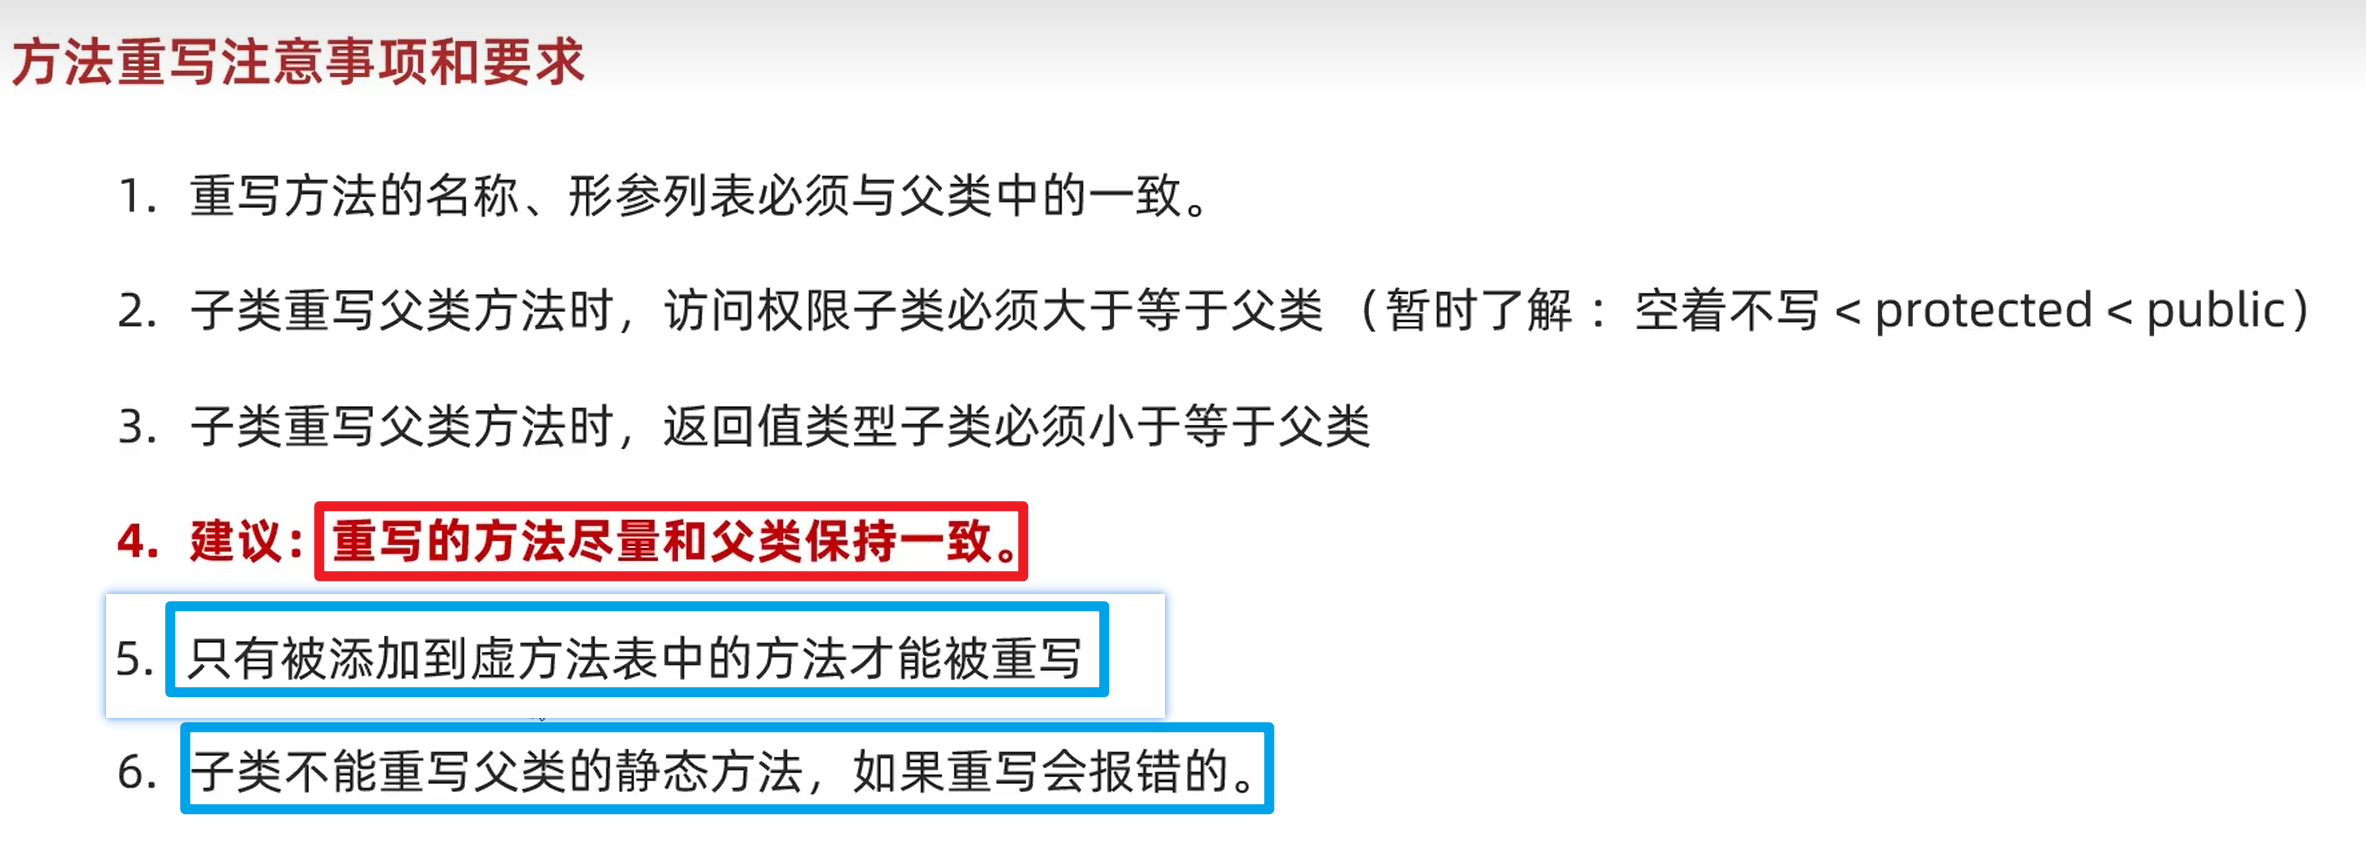 方法重写注意事项和要求
1. 重写方法的名称、形参列表必须与父类中的一致。
2. 子类重写父类方法时，访问权限子类必须大于等于父类（暂时了解：空着不写 < protected < public）
3. 子类重写父类方法时，返回值类型子类必须小于等于父类
4. 建议：重写的方法尽量和父类保持一致。
5. 只有被添加到虚方法表中的方法才能被重写
6. 子类不能重写父类的静态方法，如果重写会报错的。